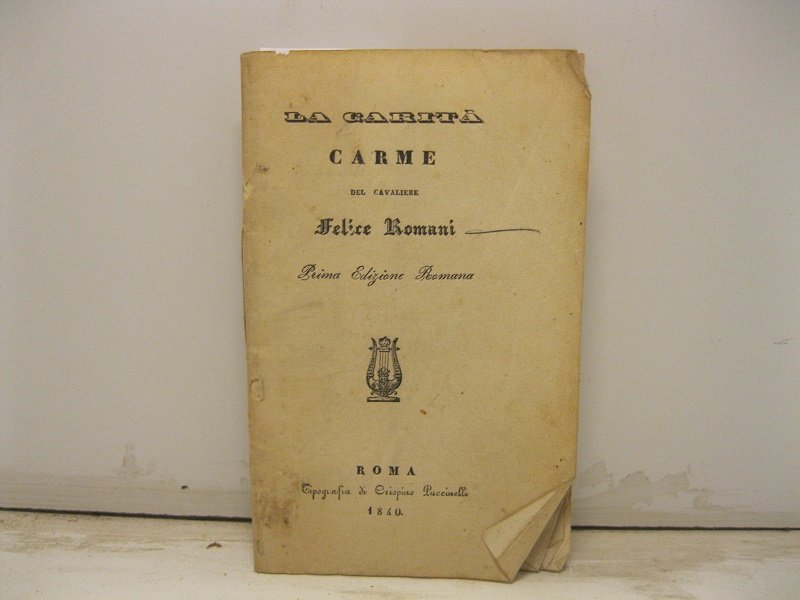 LA CARITÀ
CARME
DEL CAVALIERE
Felice Romani
Prima Edizione Romana
ROMA
Tipografia di Crispino Puccinelli
1840.